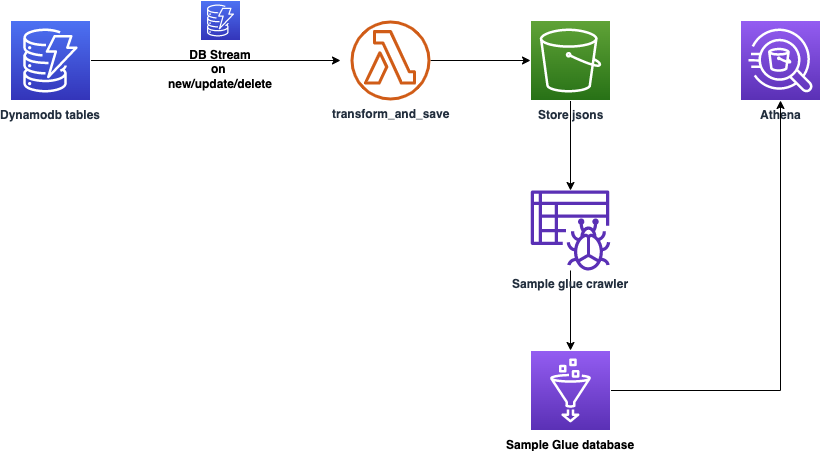 DB Stream
on
new/update/delete
Dynamodb tables
transform_and_save
Store jsons
Athena
Sample glue crawler
Sample Glue database